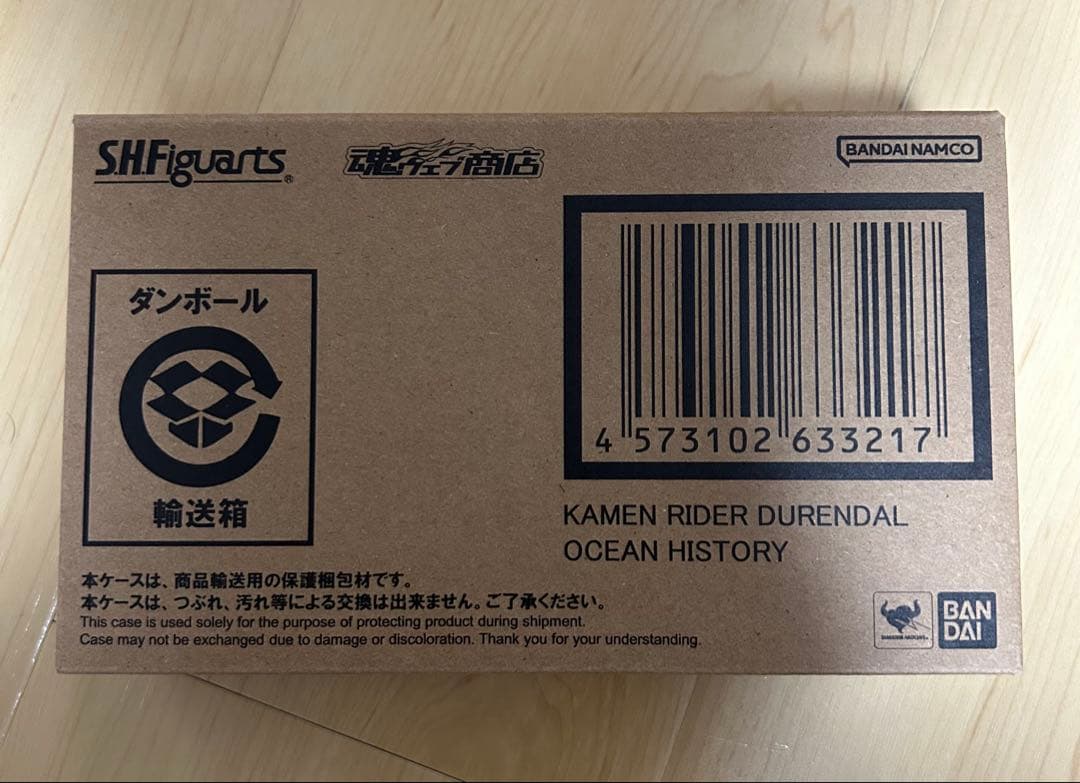 S.H.Figuarts®
魂ウェブ商店
BANDAI NAMCO
ダンボール
輸送箱
4 573102 633217
KAMEN RIDER DURENDAL
OCEAN HISTORY
本ケースは、商品輸送用の保護梱包材です。
本ケースは、つぶれ、汚れ等による交換は出来ません。ご了承ください。
This case is used solely for the purpose of protecting product during shipment.
Case may not be exchanged due to damage or discoloration. Thank you for your understanding.
BAN
DAI